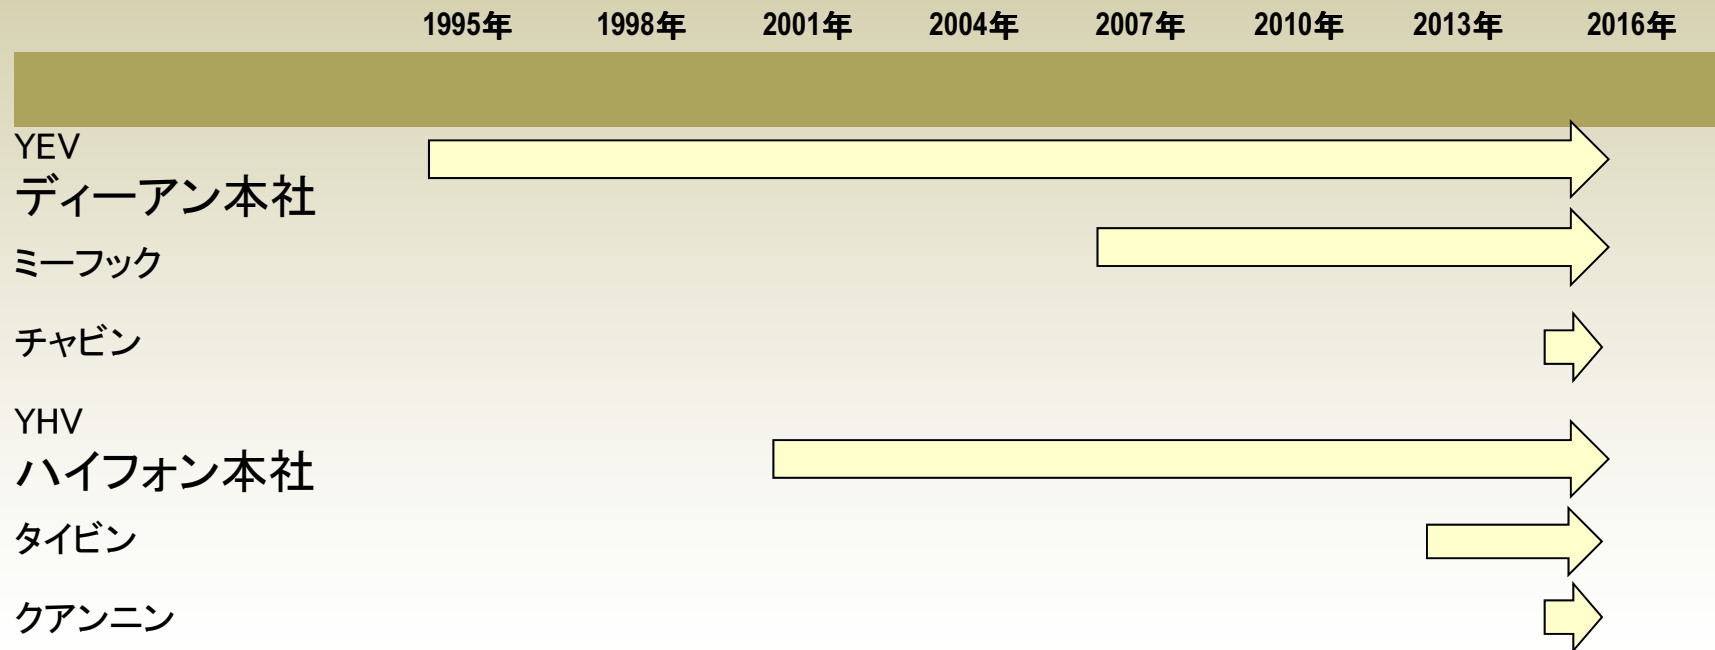 1995年 1998年 2001年 2004年 2007年 2010年 2013年 2016年
YEV
ディーアン本社
ミーフック
チャビン
YHV
ハイフォン本社
タイビン
クアンニン